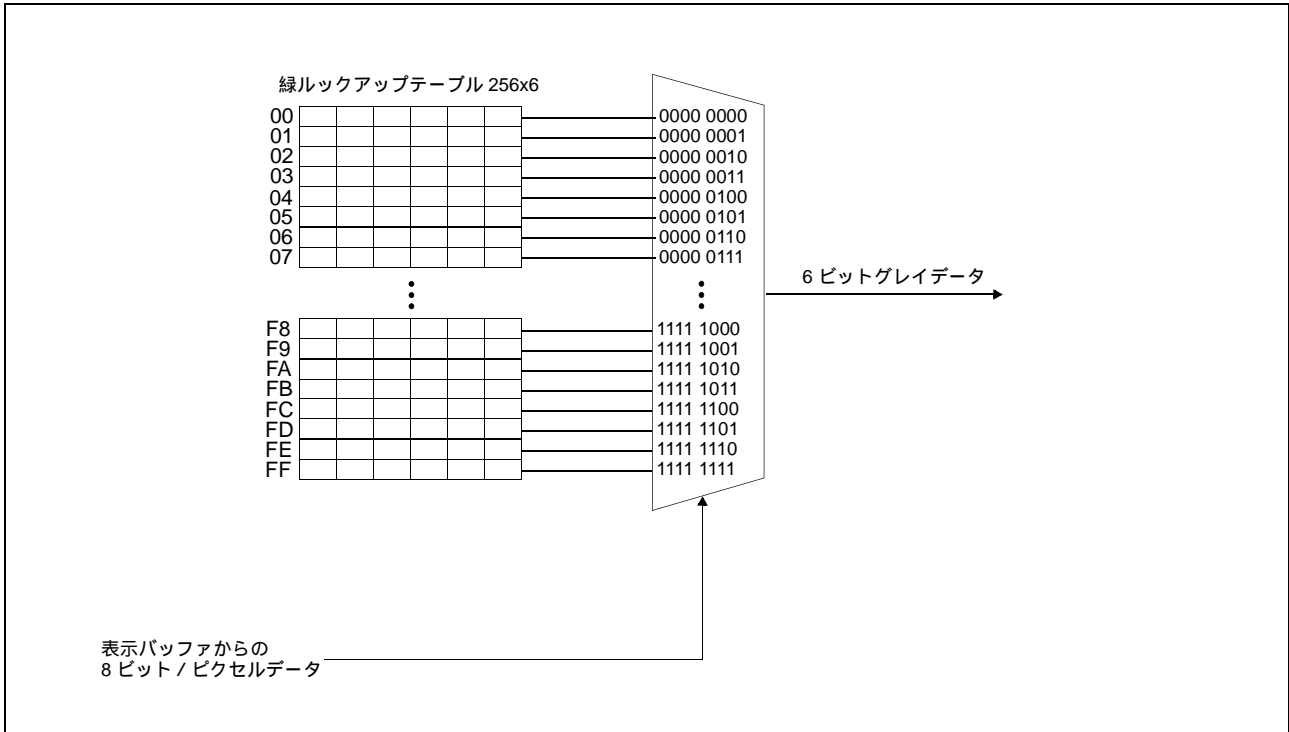 緑ルックアップテーブル 256x6
00 0000 0000
01 0000 0001
02 0000 0010
03 0000 0011
04 0000 0100
05 0000 0101
06 0000 0110
07 0000 0111
6 ビットグレイデータ
F8 1111 1000
F9 1111 1001
FA 1111 1010
FB 1111 1011
FC 1111 1100
FD 1111 1101
FE 1111 1110
FF 1111 1111
表示バッファからの
8 ビット / ピクセルデータ